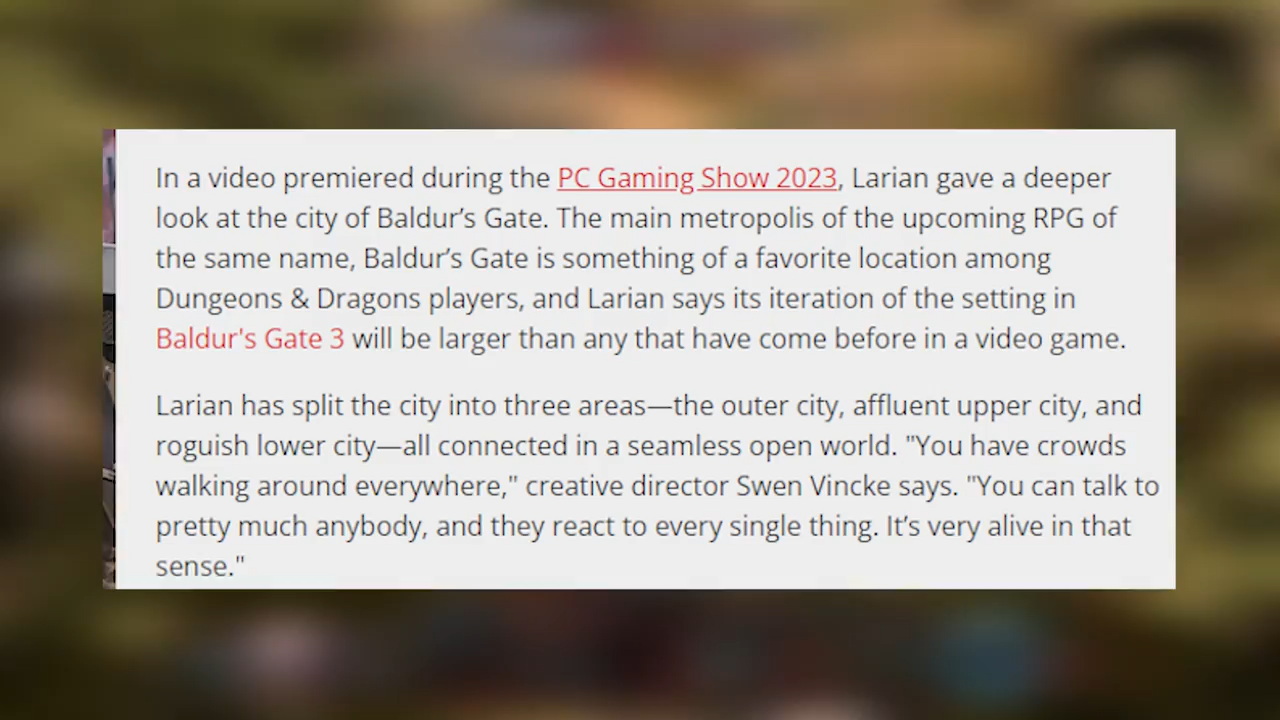 In a video premiered during the PC Gaming Show 2023, Larian gave a deeper
look at the city of Baldur’s Gate. The main metropolis of the upcoming RPG of
the same name, Baldur’s Gate is something of a favorite location among
Dungeons & Dragons players, and Larian says its iteration of the setting in
Baldur's Gate 3 will be larger than any that have come before in a video game.
Larian has split the city into three areas—the outer city, affluent upper city, and
roguish lower city—all connected in a seamless open world. "You have crowds
walking around everywhere," creative director Swen Vincke says. "You can talk to
pretty much anybody, and they react to every single thing. It’s very alive in that
sense."